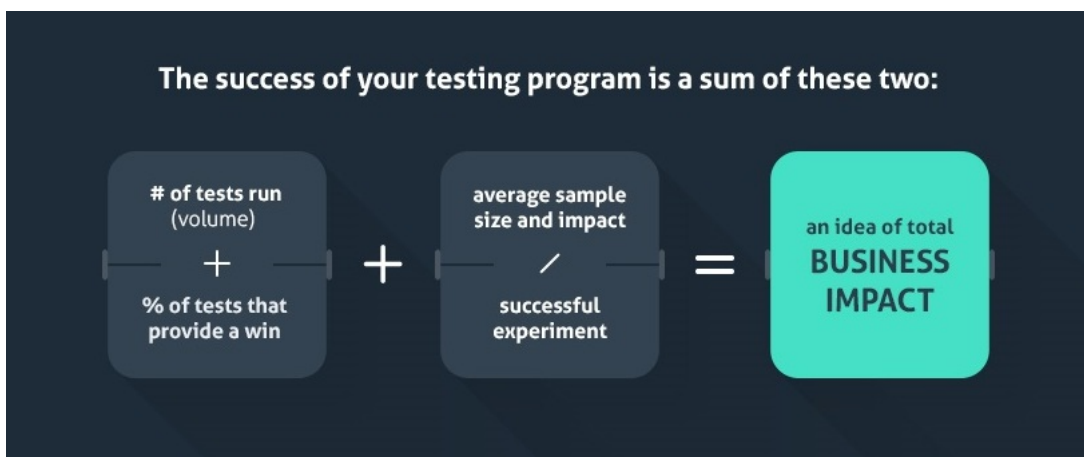 The success of your testing program is a sum of these two:
# of tests run
(volume)
+
% of tests that
provide a win
+
average sample
size and impact
/
successful
experiment
=
an idea of total
BUSINESS
IMPACT